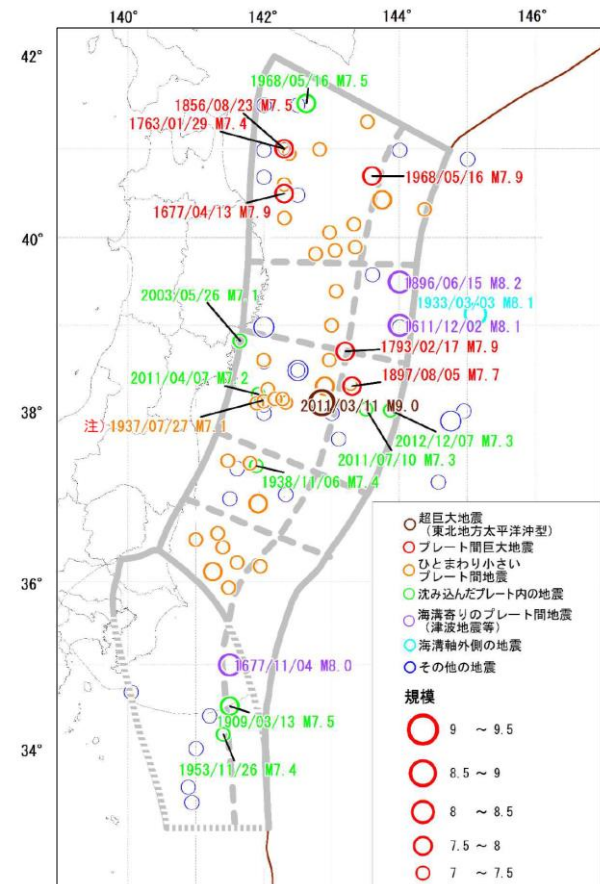 140°
142°
144°
146°
42°
1968/05/16 M7.5
1856/08/23 M7.5
1763/01/29 M7.4
1968/05/16 M7.9
1677/04/13 M7.9
40°
1896/06/15 M8.2
1933/03/03 M8.1
2003/05/26 M7.1
1611/12/02 M8.1
1793/02/17 M7.9
2011/04/07 M7.2
1897/08/05 M7.7
38°
2011/03/11 M9.0
注) 1937/07/27 M7.1
2012/12/07 M7.3
2011/07/10 M7.3
1938/11/06 M7.4
36°
1677/11/04 M8.0
1909/03/13 M7.5
34°
1953/11/26 M7.4
超巨大地震
(東北地方太平洋沖型)
プレート間巨大地震
ひとまわり小さい
プレート間地震
沈み込んだプレート内の地震
海溝寄りのプレート間地震
(津波地震等)
海溝軸外側の地震
その他の地震
規模
9 ～ 9.5
8.5 ～ 9
8 ～ 8.5
7.5 ～ 8
7 ～ 7.5